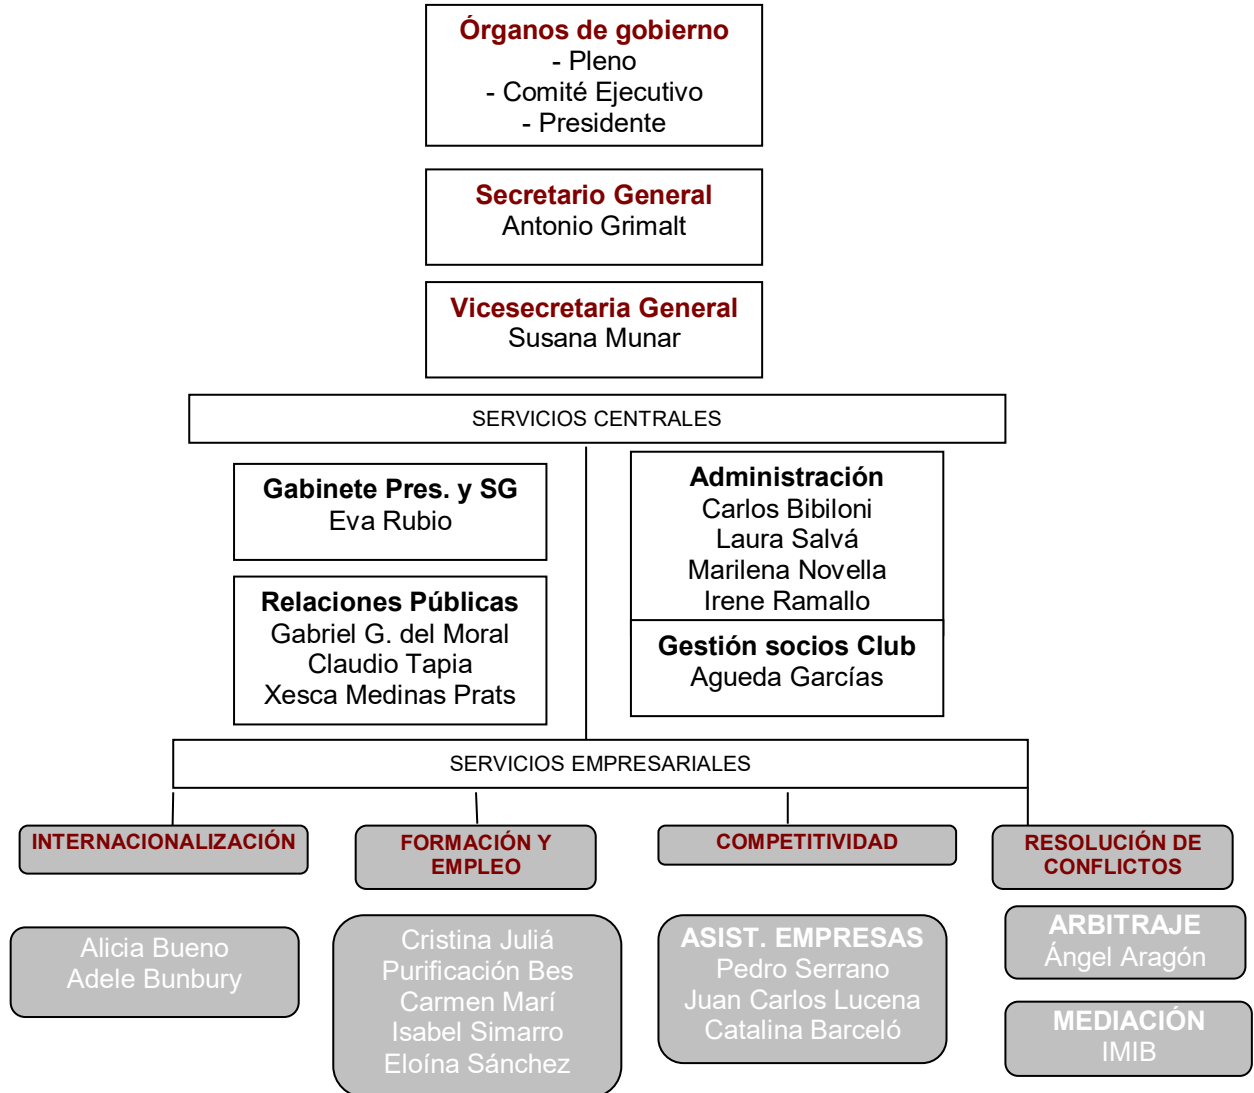 Órganos de gobierno
- Pleno
- Comité Ejecutivo
- Presidente
Secretario General
Antonio Grimalt
Vicesecretaria General
Susana Munar
SERVICIOS CENTRALES
Gabinete Pres. y SG
Eva Rubio
Relaciones Públicas
Gabriel G. del Moral
Claudio Tapia
Xesca Medinas Prats
Administración
Carlos Bibiloni
Laura Salvá
Marilena Novella
Irene Ramallo
Gestión socios Club
Agueda Garcías
SERVICIOS EMPRESARIALES
INTERNACIONALIZACIÓN
Alicia Bueno
Adele Bunbury
FORMACIÓN Y
EMPLEO
Cristina Juliá
Purificación Bes
Carmen Marí
Isabel Simarro
Eloína Sánchez
COMPETITIVIDAD
ASIST. EMPRESAS
Pedro Serrano
Juan Carlos Lucena
Catalina Barceló
RESOLUCIÓN DE
CONFLICTOS
ARBITRAJE
Ángel Aragón
MEDIACIÓN
IMIB